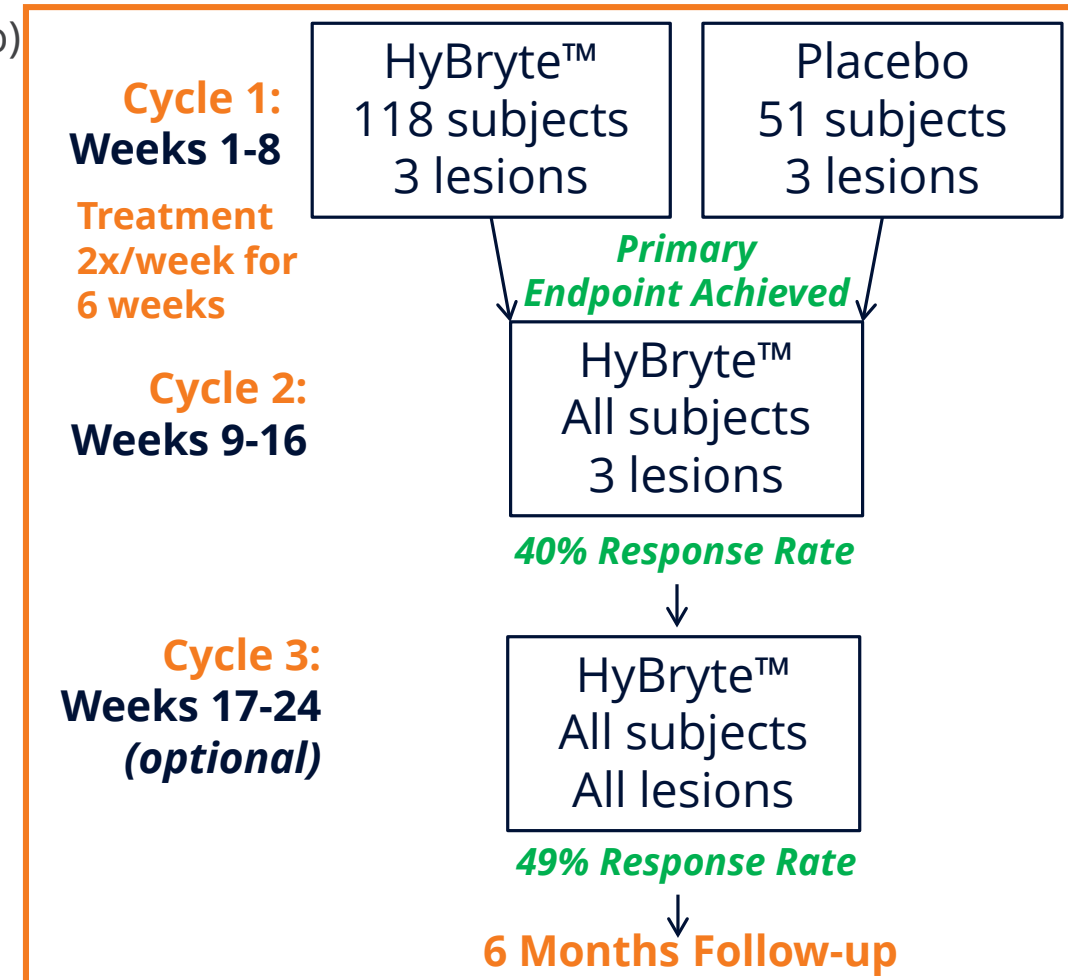 o)
HyBryte™
118 subjects
3 lesions
Placebo
51 subjects
3 lesions
Cycle 1:
Weeks 1-8
Treatment
2x/week for
6 weeks
Primary
Endpoint Achieved
Cycle 2:
Weeks 9-16
HyBryte™
All subjects
3 lesions
40% Response Rate
Cycle 3:
Weeks 17-24
(optional)
HyBryte™
All subjects
All lesions
49% Response Rate
6 Months Follow-up